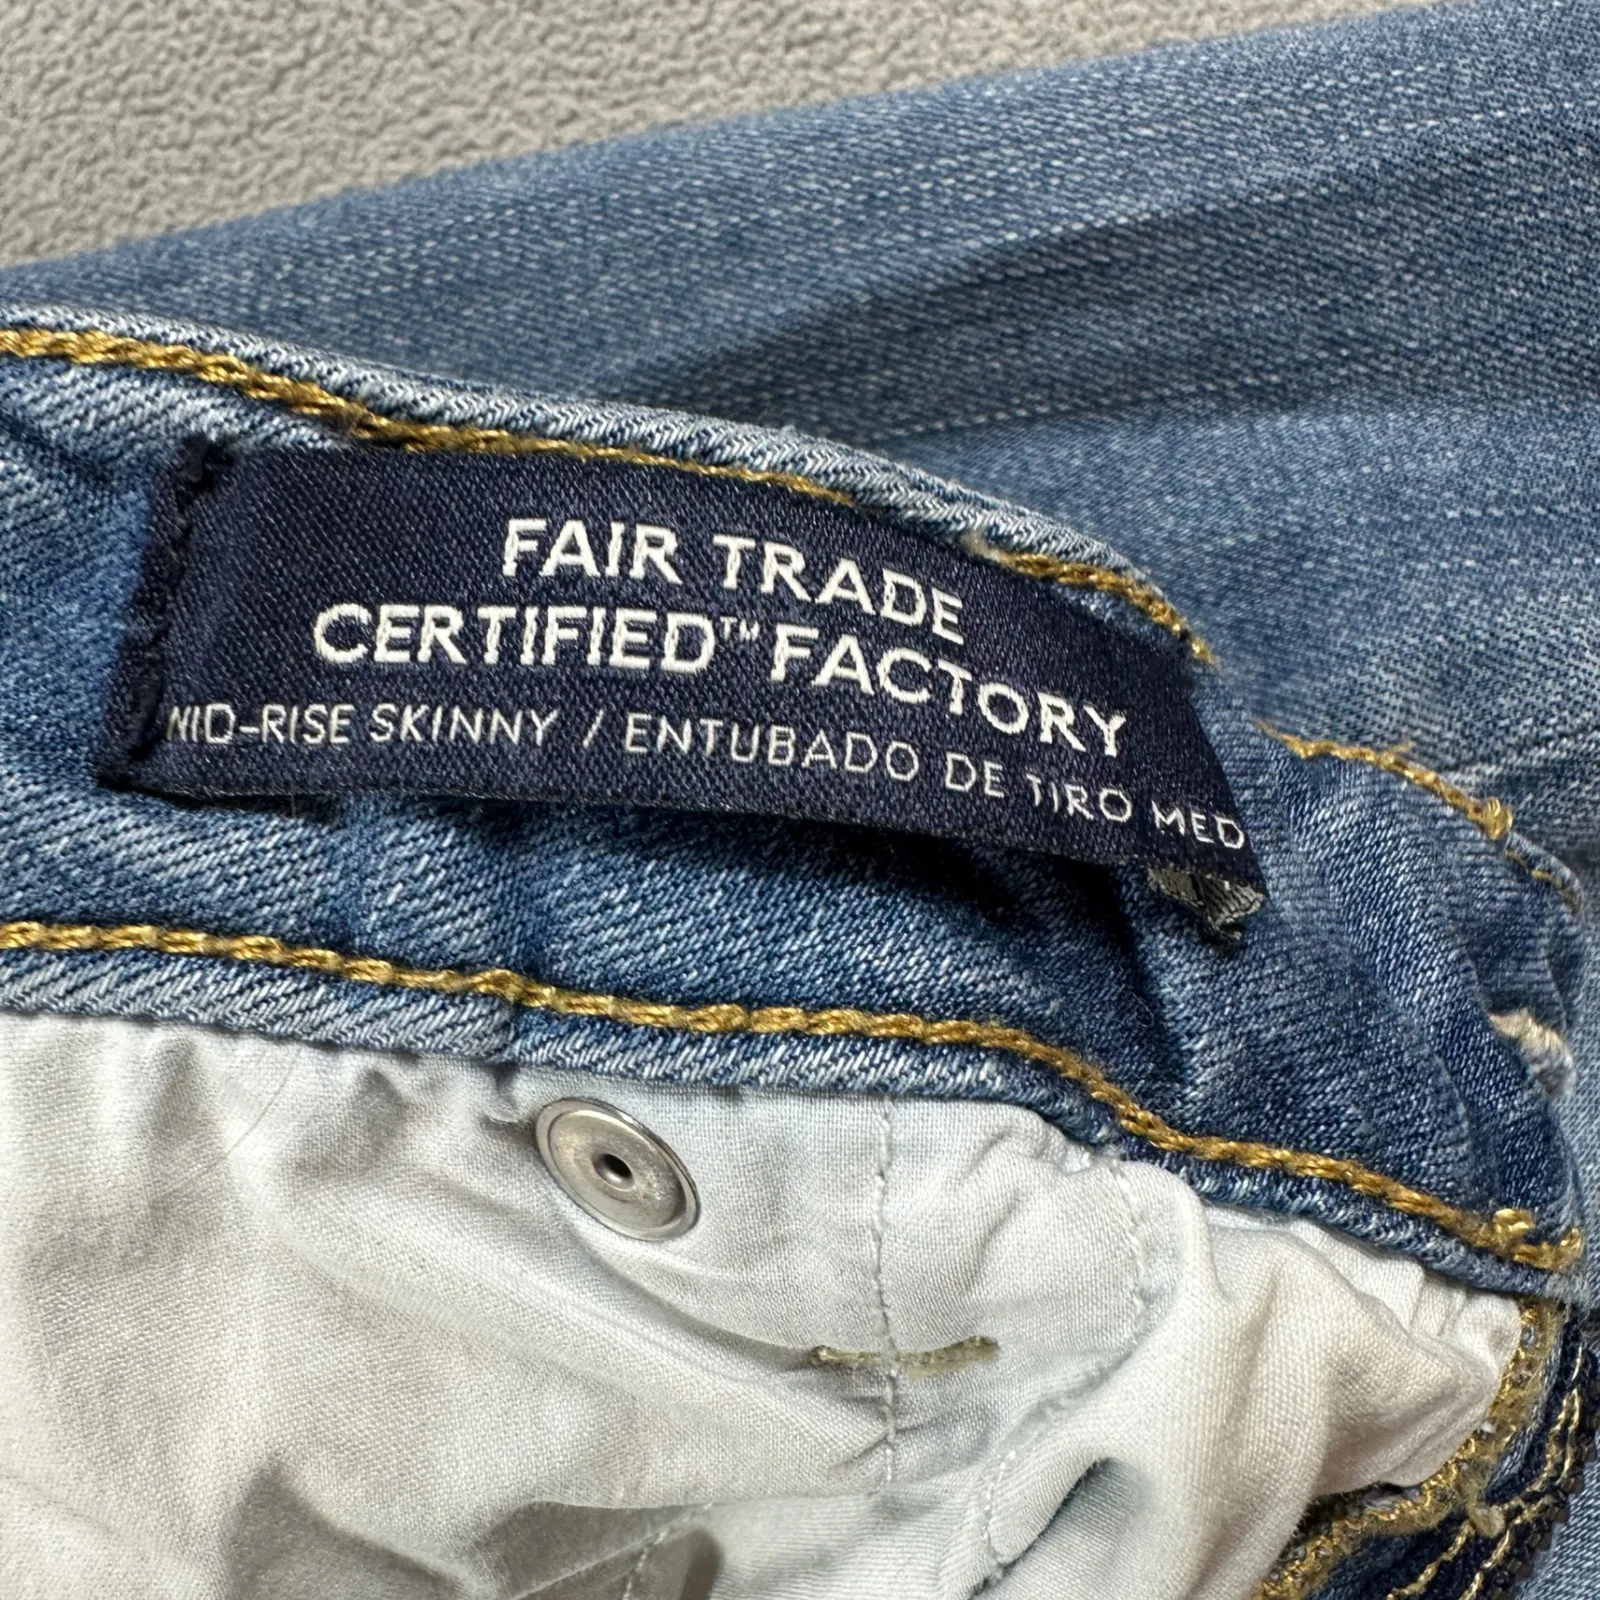 FAIR TRADE
CERTIFIED™ FACTORY
MID-RISE SKINNY / ENTUBADO DE TIRO MED